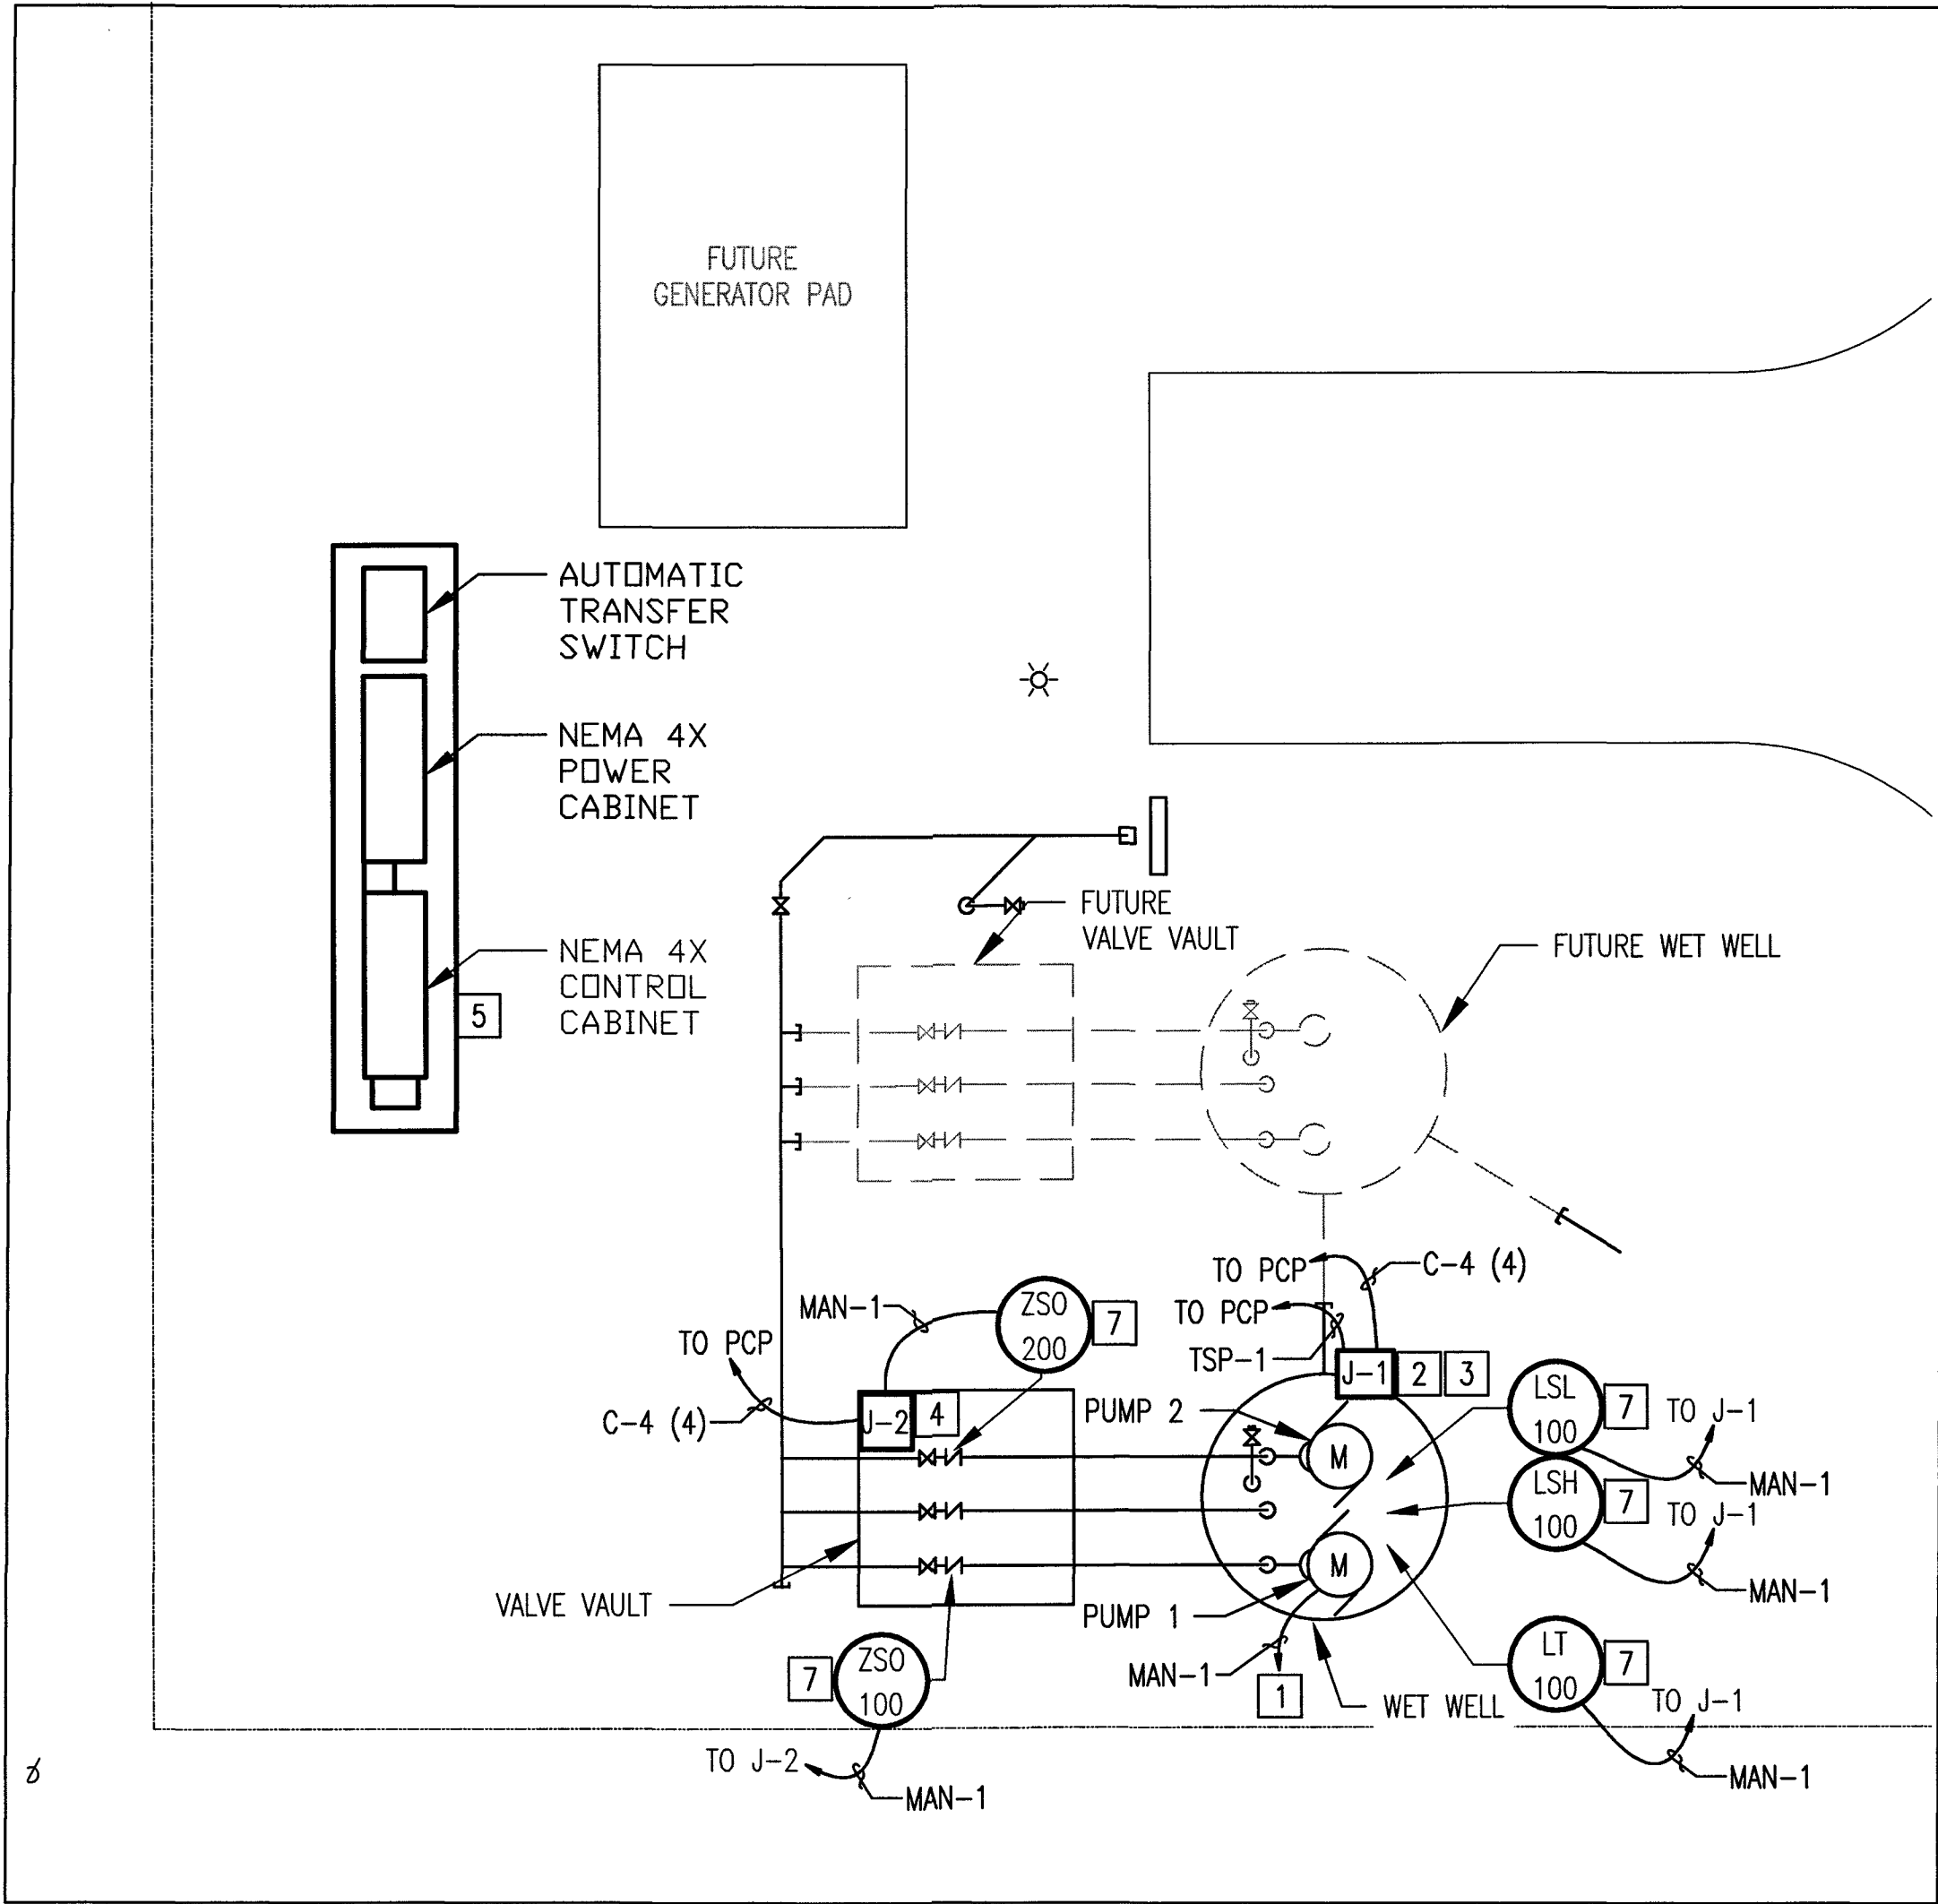 FUTURE
GENERATOR PAD
AUTOMATIC
TRANSFER
SWITCH
NEMA 4X
POWER
CABINET
FUTURE
VALVE VAULT
FUTURE WET WELL
NEMA 4X
CONTROL
CABINET
5
TO PCP
C-4 (4)
MAN-1
ZSO
200
7
TO PCP
TSP-1
TO PCP
C-4 (4)
J-2
4
J-1
2
3
PUMP 2
M
LSL
100
7
TO J-1
MAN-1
LSH
100
7
TO J-1
MAN-1
VALVE VAULT
PUMP 1
M
MAN-1
1
WET WELL
LT
100
7
TO J-1
MAN-1
7
ZSO
100
TO J-2
MAN-1